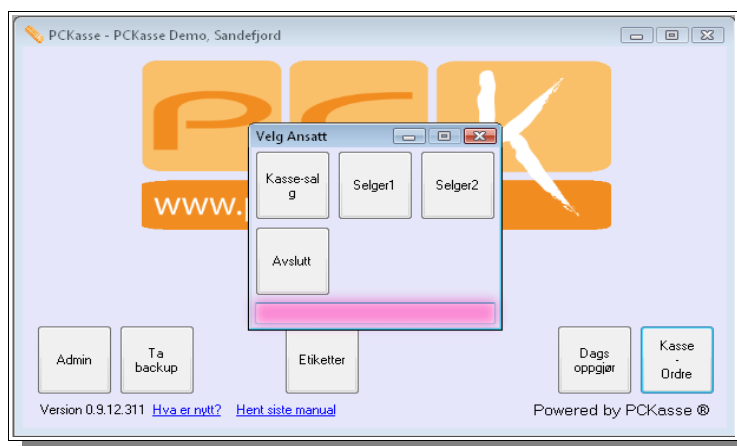 PCKasse - PCKasse Demo, Sandefjord
PCK
www.
Velg Ansatt
Kasse-sal
g
Selger1
Selger2
Avslutt
Admin
Ta
backup
Etiketter
Dags
oppgjør
Kasse
-
Ordre
Version 0.9.12.311 Hva er nytt? Hent siste manual
Powered by PCKasse ®